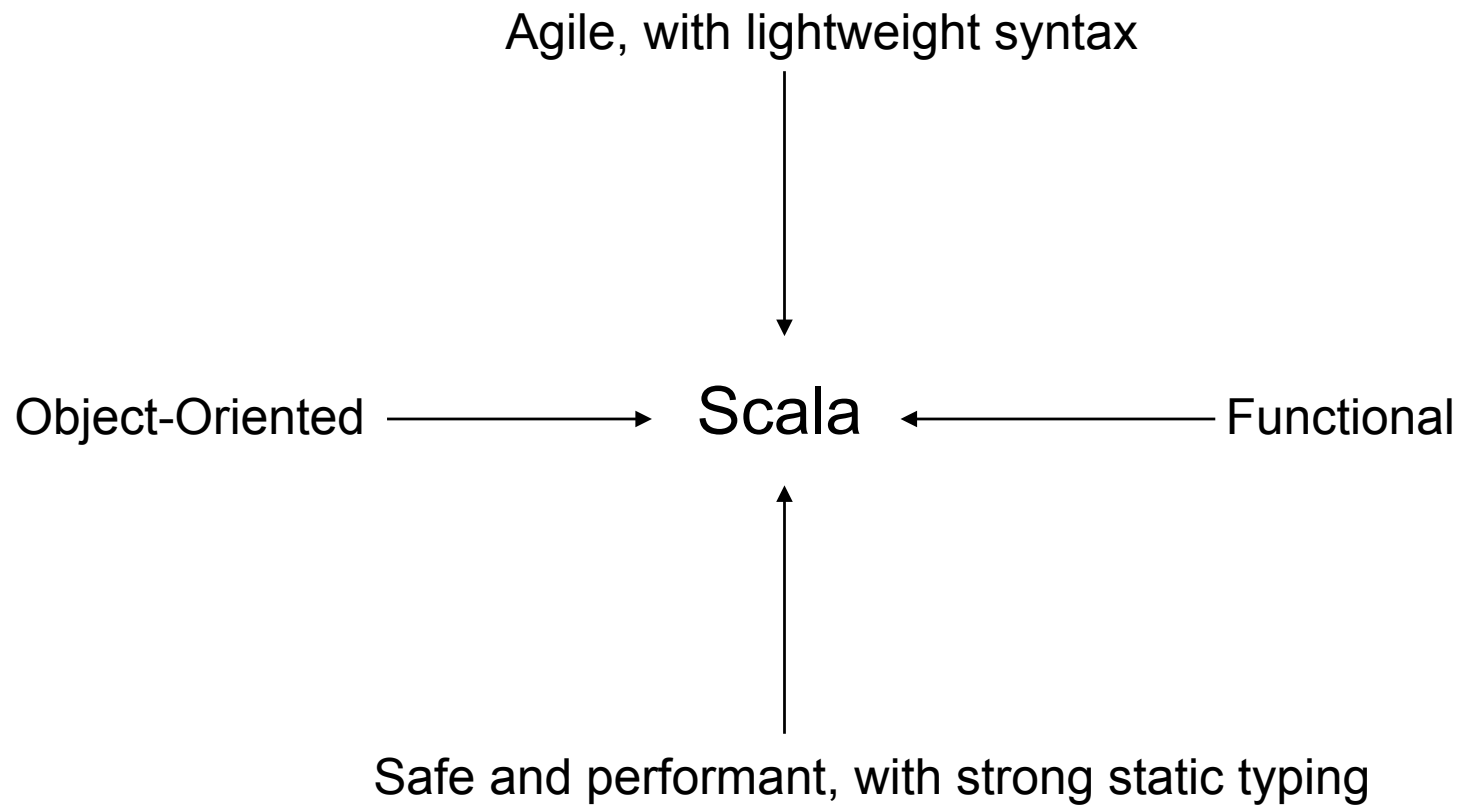 Agile, with lightweight syntax
Object-Oriented Scala Functional
Safe and performant, with strong static typing